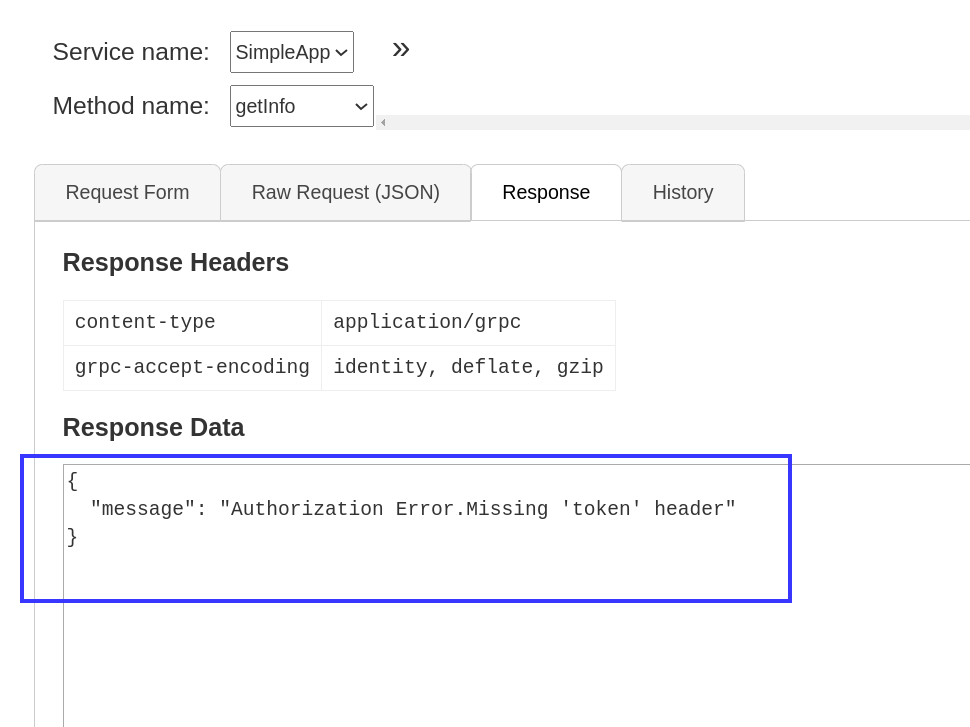 Service name: SimpleApp »
Method name: getInfo
Request Form Raw Request (JSON) Response History
Response Headers
content-type application/grpc
grpc-accept-encoding identity, deflate, gzip
Response Data
{
"message": "Authorization Error.Missing 'token' header"
}